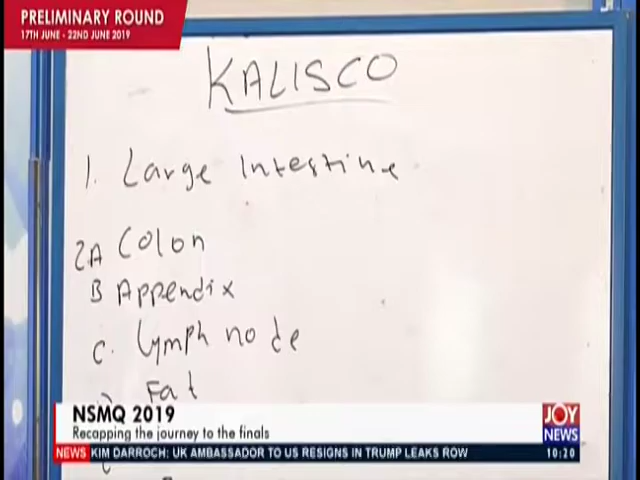 PRELIMINARY ROUND
17TH JUNE - 22ND JUNE 2019
KALISCO
1. Large Intestine
2A Colon
B Appendix
C. Lymph node
Fat
NSMQ 2019
Recapping the journey to the finals
JOY
NEWS
NEWS KIM DARROCH: UK AMBASSADOR TO US RESIGNS IN TRUMP LEAKS ROW 10:20